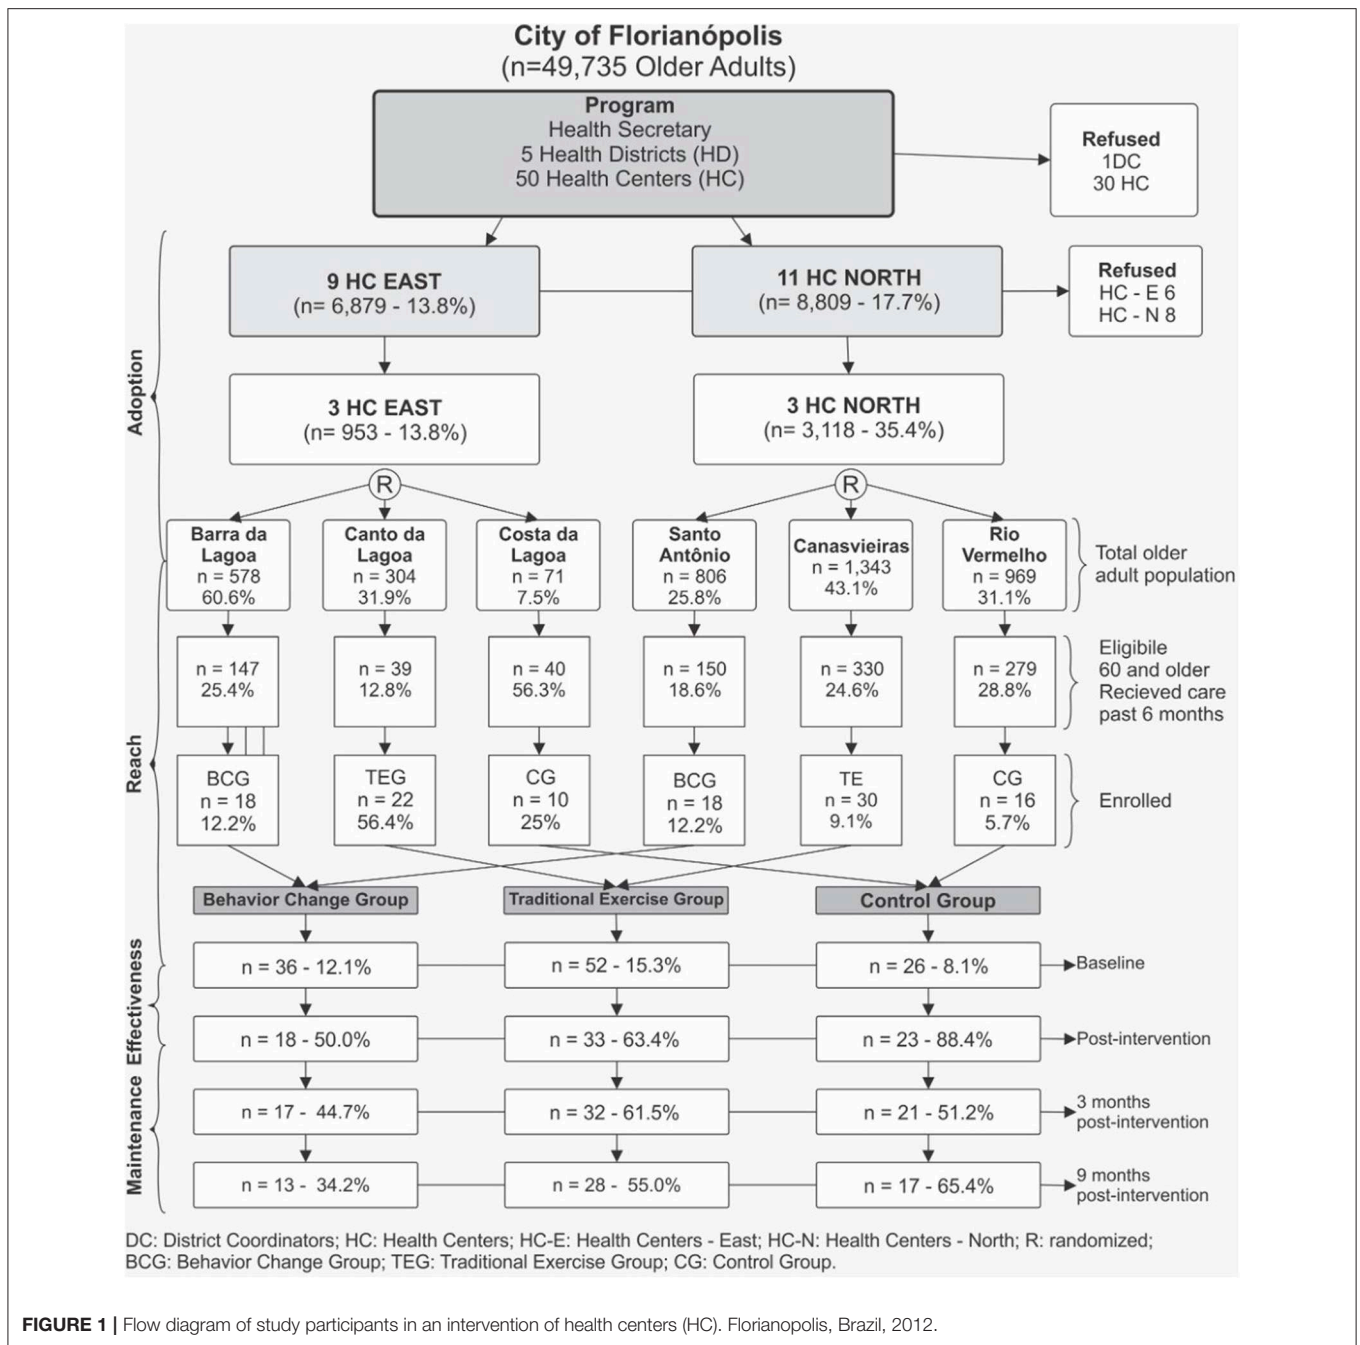 City of Florianópolis
(n=49,735 Older Adults)
Program
Health Secretary
5 Health Districts (HD)
50 Health Centers (HC)
Refused
1DC
30 HC
9 HC EAST
(n= 6,879 - 13.8%)
11 HC NORTH
(n= 8,809 - 17.7%)
Refused
HC - E 6
HC - N 8
Adoption
3 HC EAST
(n= 953 - 13.8%)
3 HC NORTH
(n= 3,118 - 35.4%)
R
R
Barra da
Lagoa
n = 578
60.6%
Canto da
Lagoa
n = 304
31.9%
Costa da
Lagoa
n = 71
7.5%
Santo
Antônio
n = 806
25.8%
Canasvieiras
n = 1,343
43.1%
Rio
Vermelho
n = 969
31.1%
Total older
adult population
Reach
n = 147
25.4%
n = 39
12.8%
n = 40
56.3%
n = 150
18.6%
n = 330
24.6%
n = 279
28.8%
Eligibile
60 and older
Recieved care
past 6 months
BCG
n = 18
12.2%
TEG
n = 22
56.4%
CG
n = 10
25%
BCG
n = 18
12.2%
TE
n = 30
9.1%
CG
n = 16
5.7%
Enrolled
Behavior Change Group
Traditional Exercise Group
Control Group
Effectiveness
n = 36 - 12.1%
n = 52 - 15.3%
n = 26 - 8.1%
Baseline
n = 18 - 50.0%
n = 33 - 63.4%
n = 23 - 88.4%
Post-intervention
Maintenance
n = 17 - 44.7%
n = 32 - 61.5%
n = 21 - 51.2%
3 months
post-intervention
n = 13 - 34.2%
n = 28 - 55.0%
n = 17 - 65.4%
9 months
post-intervention
DC: District Coordinators; HC: Health Centers; HC-E: Health Centers - East; HC-N: Health Centers - North; R: randomized;
BCG: Behavior Change Group; TEG: Traditional Exercise Group; CG: Control Group.
FIGURE 1 | Flow diagram of study participants in an intervention of health centers (HC). Florianopolis, Brazil, 2012.